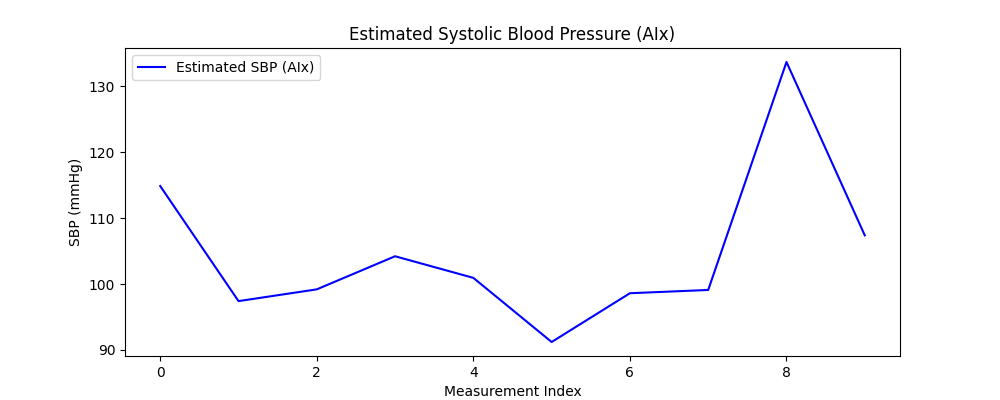 Estimated Systolic Blood Pressure (AIx)
Estimated SBP (AIx)
130
120
110
100
90
SBP (mmHg)
0 2 4 6 8
Measurement Index